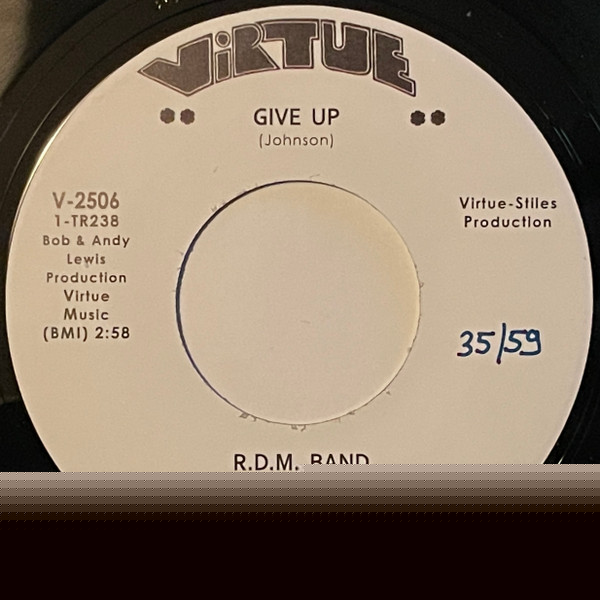 ViRTUE
GIVE UP
(Johnson)
V-2506
1-TR238
Bob & Andy
Lewis
Production
Virtue
Music
(BMI) 2:58
Virtue-Stiles
Production
35/59
R.D.M. BAND